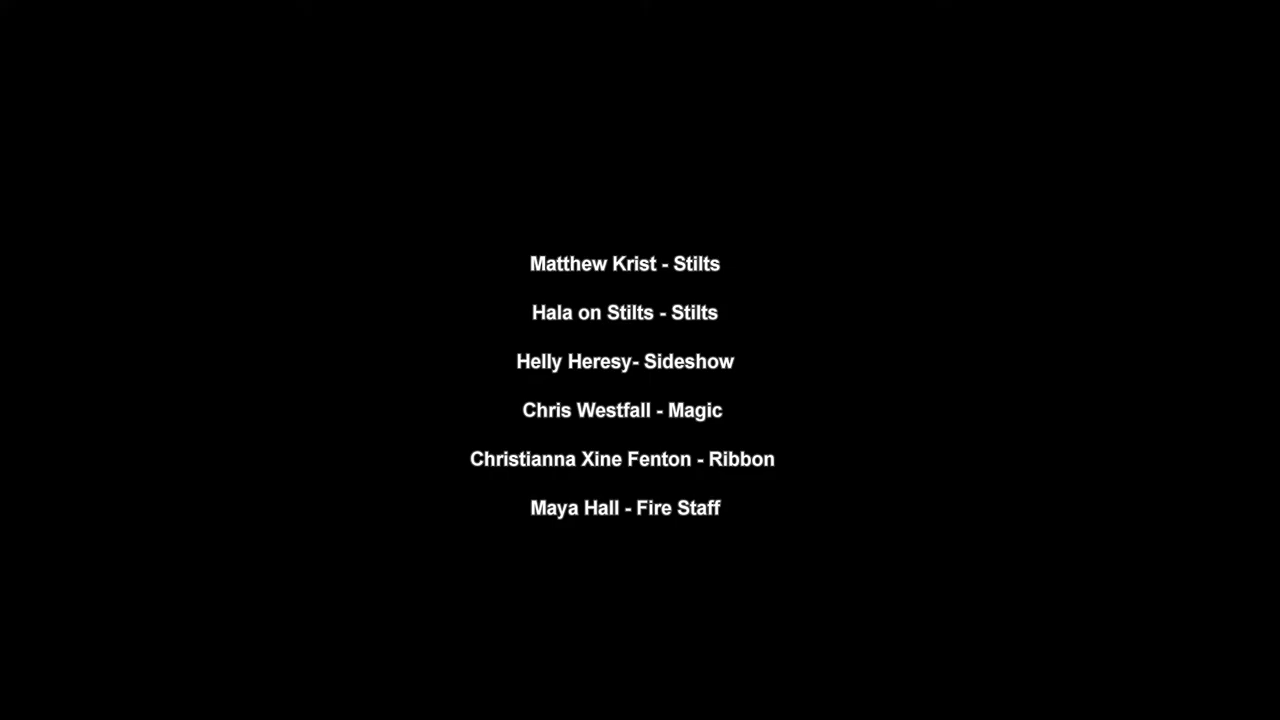 Matthew Krist - Stilts
Hala on Stilts - Stilts
Helly Heresy- Sideshow
Chris Westfall - Magic
Christianna Xine Fenton - Ribbon
Maya Hall - Fire Staff